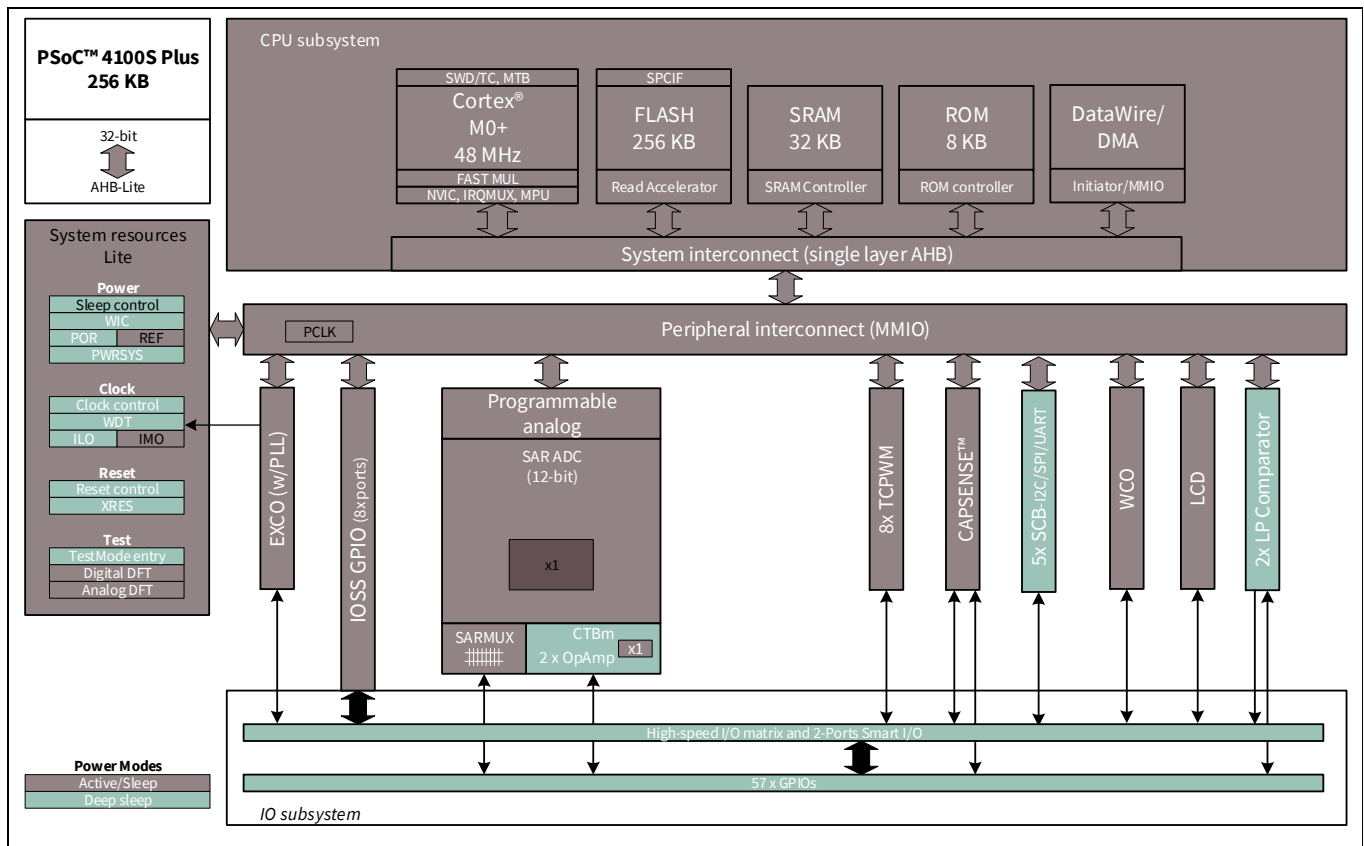 PSoC™ 4100S Plus
256 KB
32-bit
AHB-Lite
CPU subsystem
SWD/TC, MTB
Cortex®
M0+
48 MHz
FAST MUL
NVIC, IRQMUX, MPU
SPCIF
FLASH
256 KB
Read Accelerator
SRAM
32 KB
SRAM Controller
ROM
8 KB
ROM controller
DataWire/
DMA
Initiator/MMIO
System interconnect (single layer AHB)
System resources
Lite
Power
Sleep control
WIC
POR
REF
PWRSYS
Clock
Clock control
WDT
ILO
IMO
Reset
Reset control
XRES
Test
TestMode entry
Digital DFT
Analog DFT
PCLK
Peripheral interconnect (MMIO)
EXCO (w/PLL)
IOSS GPIO (8xports)
Programmable
analog
SAR ADC
(12-bit)
x1
SARMUX
CTBm
2 x OpAmp
x1
8x TCPWM
CAPSENSE™
5x SCB-I2C/SPI/UART
WCO
LCD
2x LP Comparator
High-speed I/O matrix and 2-Ports Smart I/O
57 x GPIOs
IO subsystem
Power Modes
Active/Sleep
Deep sleep